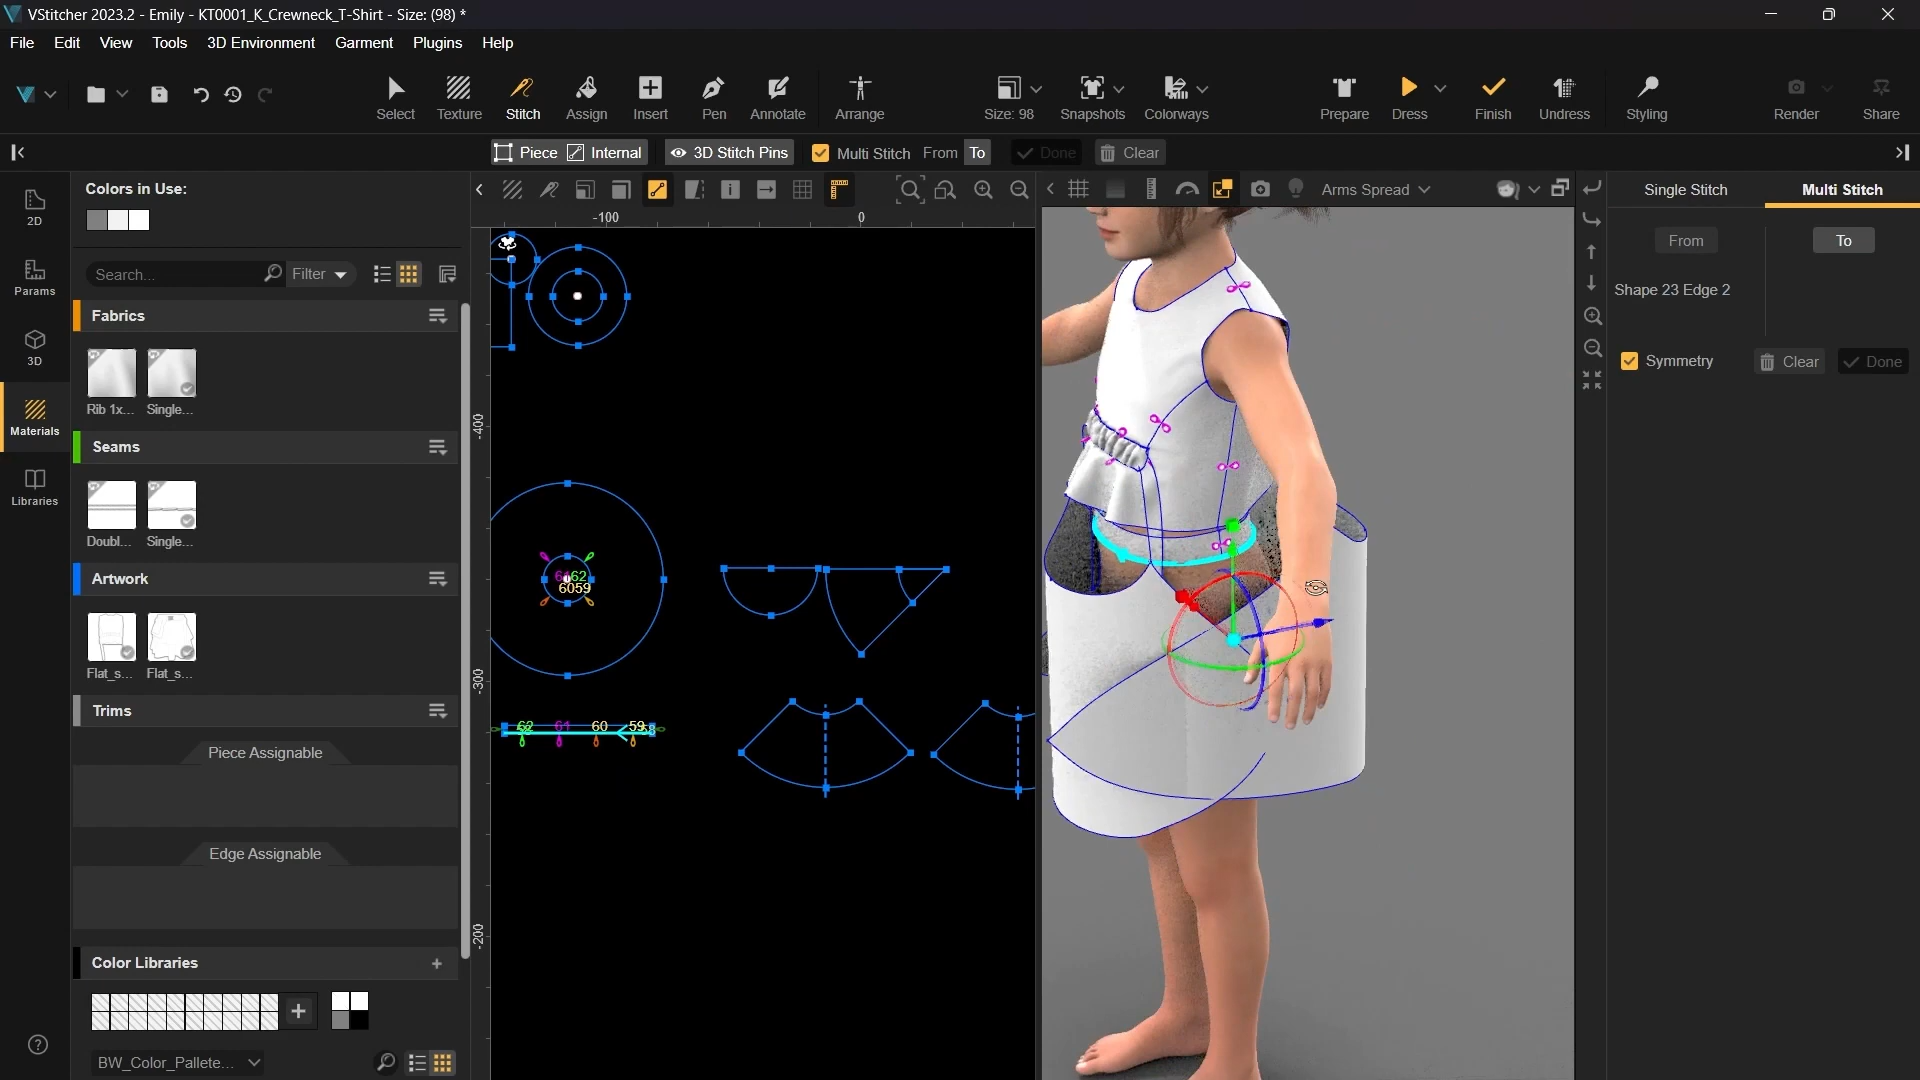 VStitcher 2023.2 - Emily - KT0001_K_Crewneck_T-Shirt - Size: (98) *
File Edit View Tools 3D Environment Garment Plugins Help
Select Texture Stitch Assign Insert Pen Annotate Arrange Size: 98 Snapshots Colorways Prepare Dress Finish Undress Styling Render Share
Piece Internal 3D Stitch Pins Multi Stitch From To Done Clear
2D
Params
3D
Materials
Libraries
Colors in Use:
Search... Filter
Fabrics
Rib 1x... Single...
Seams
Doubl... Single...
Artwork
Flat_s... Flat_s...
Trims
Piece Assignable
Edge Assignable
Color Libraries
BW_Color_Pallete...
-100 0
-400
-300
-200
6162
6059
62 61 60 59
Arms Spread
Single Stitch Multi Stitch
From To
Shape 23 Edge 2
Symmetry Clear Done